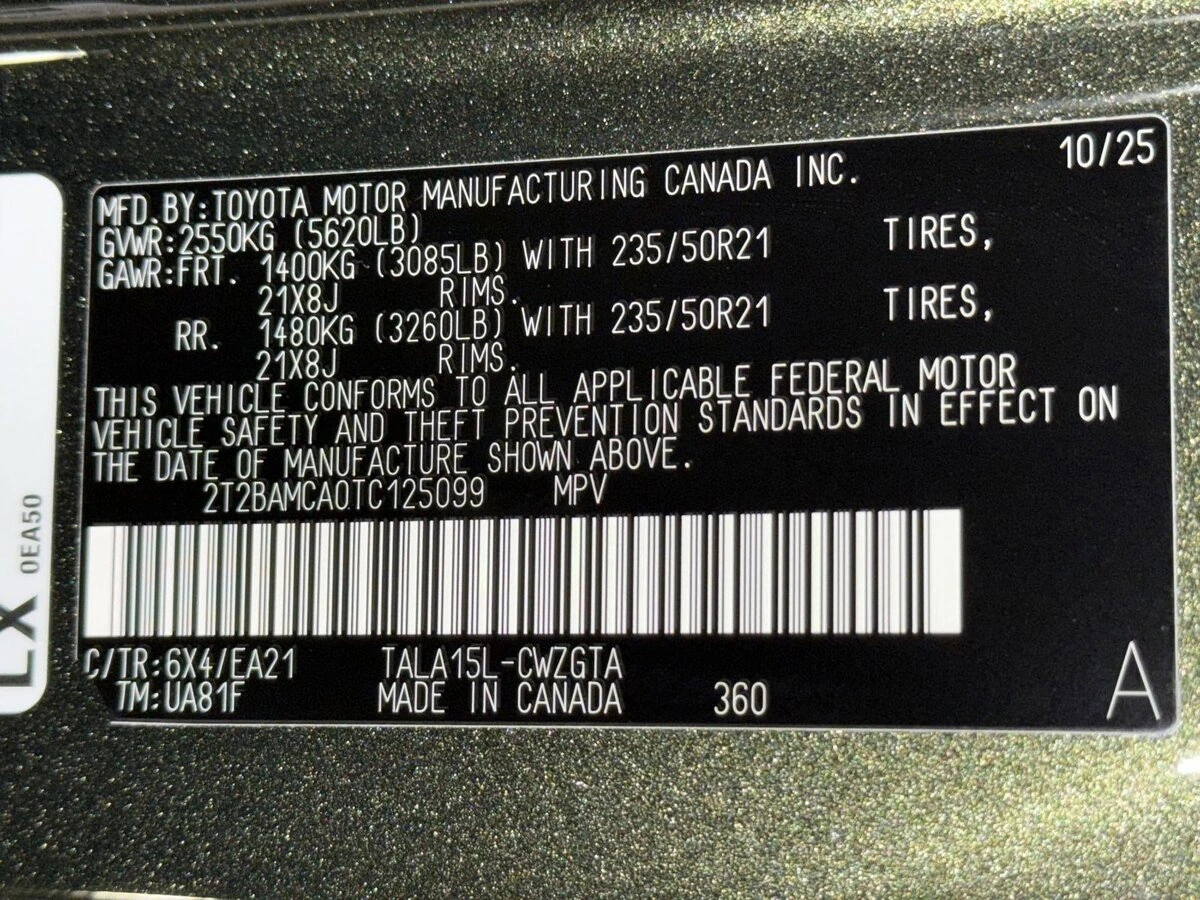 10/25
MFD.BY:TOYOTA MOTOR MANUFACTURING CANADA INC.
GVWR:2550KG (5620LB)
GAWR:FRT. 1400KG (3085LB) WITH 235/50R21 TIRES,
21X8J RIMS.
RR. 1480KG (3260LB) WITH 235/50R21 TIRES,
21X8J RIMS.
THIS VEHICLE CONFORMS TO ALL APPLICABLE FEDERAL MOTOR
VEHICLE SAFETY AND THEFT PREVENTION STANDARDS IN EFFECT ON
THE DATE OF MANUFACTURE SHOWN ABOVE.
2T2BAMCA0TC125099 MPV
C/TR:6X4/EA21 TALA15L-CWZGTA
TM:UA81F MADE IN CANADA 360
A
0EA50
LX